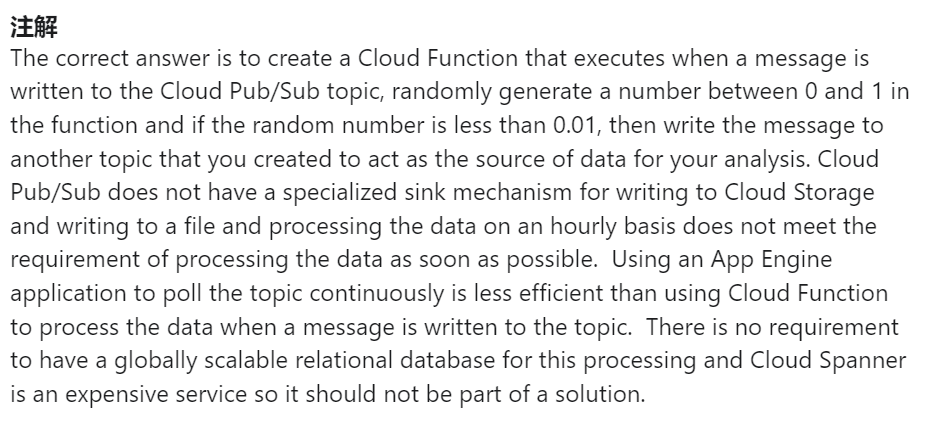 注解
The correct answer is to create a Cloud Function that executes when a message is
written to the Cloud Pub/Sub topic, randomly generate a number between 0 and 1 in
the function and if the random number is less than 0.01, then write the message to
another topic that you created to act as the source of data for your analysis. Cloud
Pub/Sub does not have a specialized sink mechanism for writing to Cloud Storage
and writing to a file and processing the data on an hourly basis does not meet the
requirement of processing the data as soon as possible.  Using an App Engine
application to poll the topic continuously is less efficient than using Cloud Function
to process the data when a message is written to the topic.  There is no requirement
to have a globally scalable relational database for this processing and Cloud Spanner
is an expensive service so it should not be part of a solution.